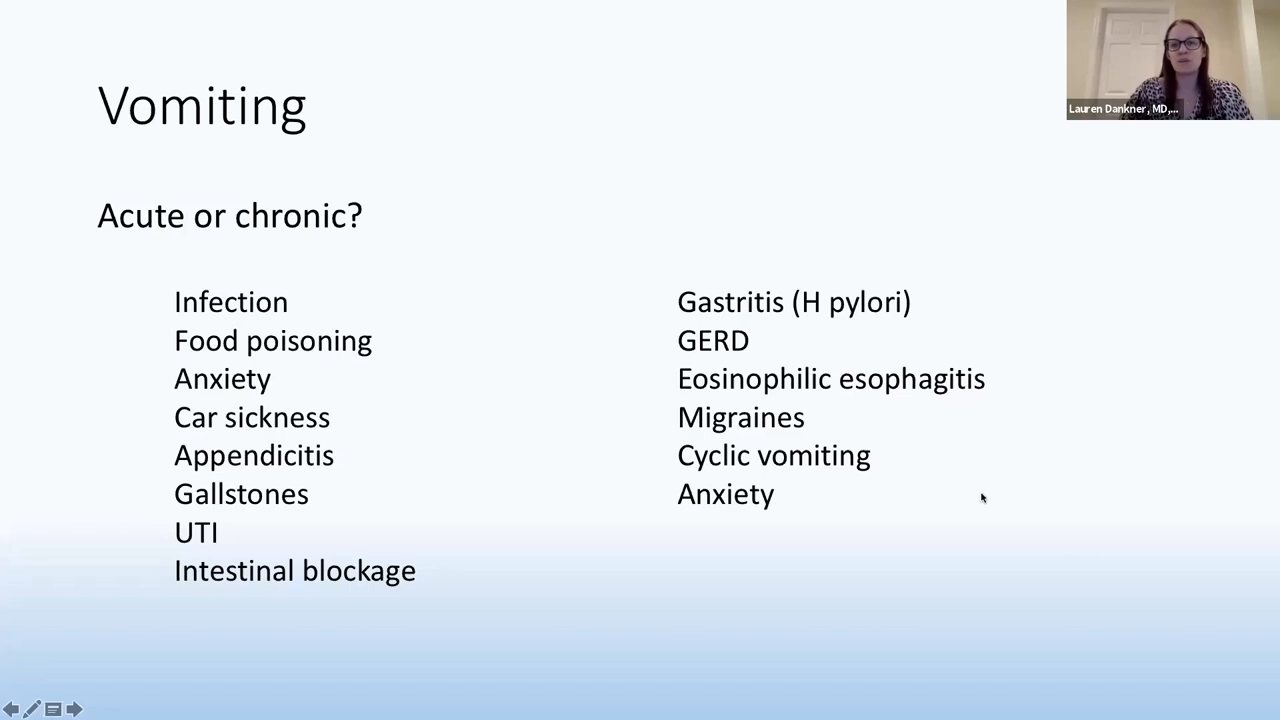 Vomiting
Lauren Dankner, MD,...
Acute or chronic?
Infection
Food poisoning
Anxiety
Car sickness
Appendicitis
Gallstones
UTI
Intestinal blockage
Gastritis (H pylori)
GERD
Eosinophilic esophagitis
Migraines
Cyclic vomiting
Anxiety